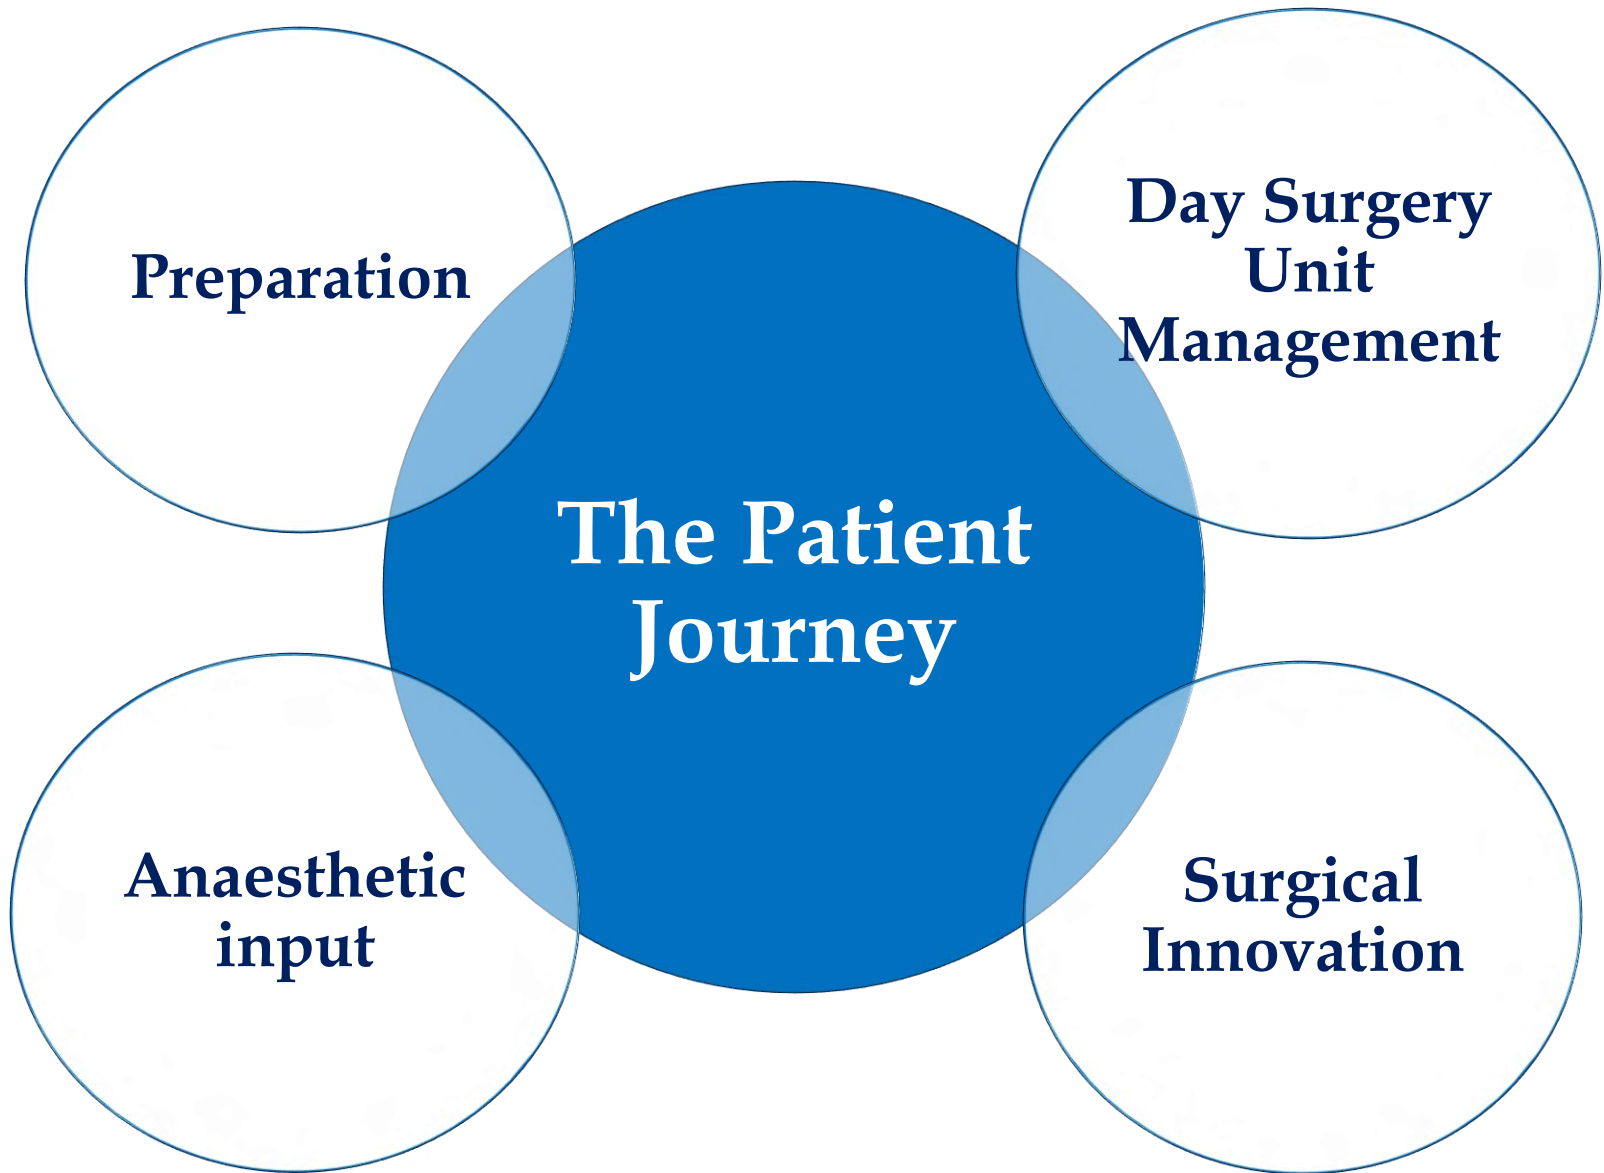 Preparation
Day Surgery
Unit
Management
The Patient
Journey
Anaesthetic
input
Surgical
Innovation